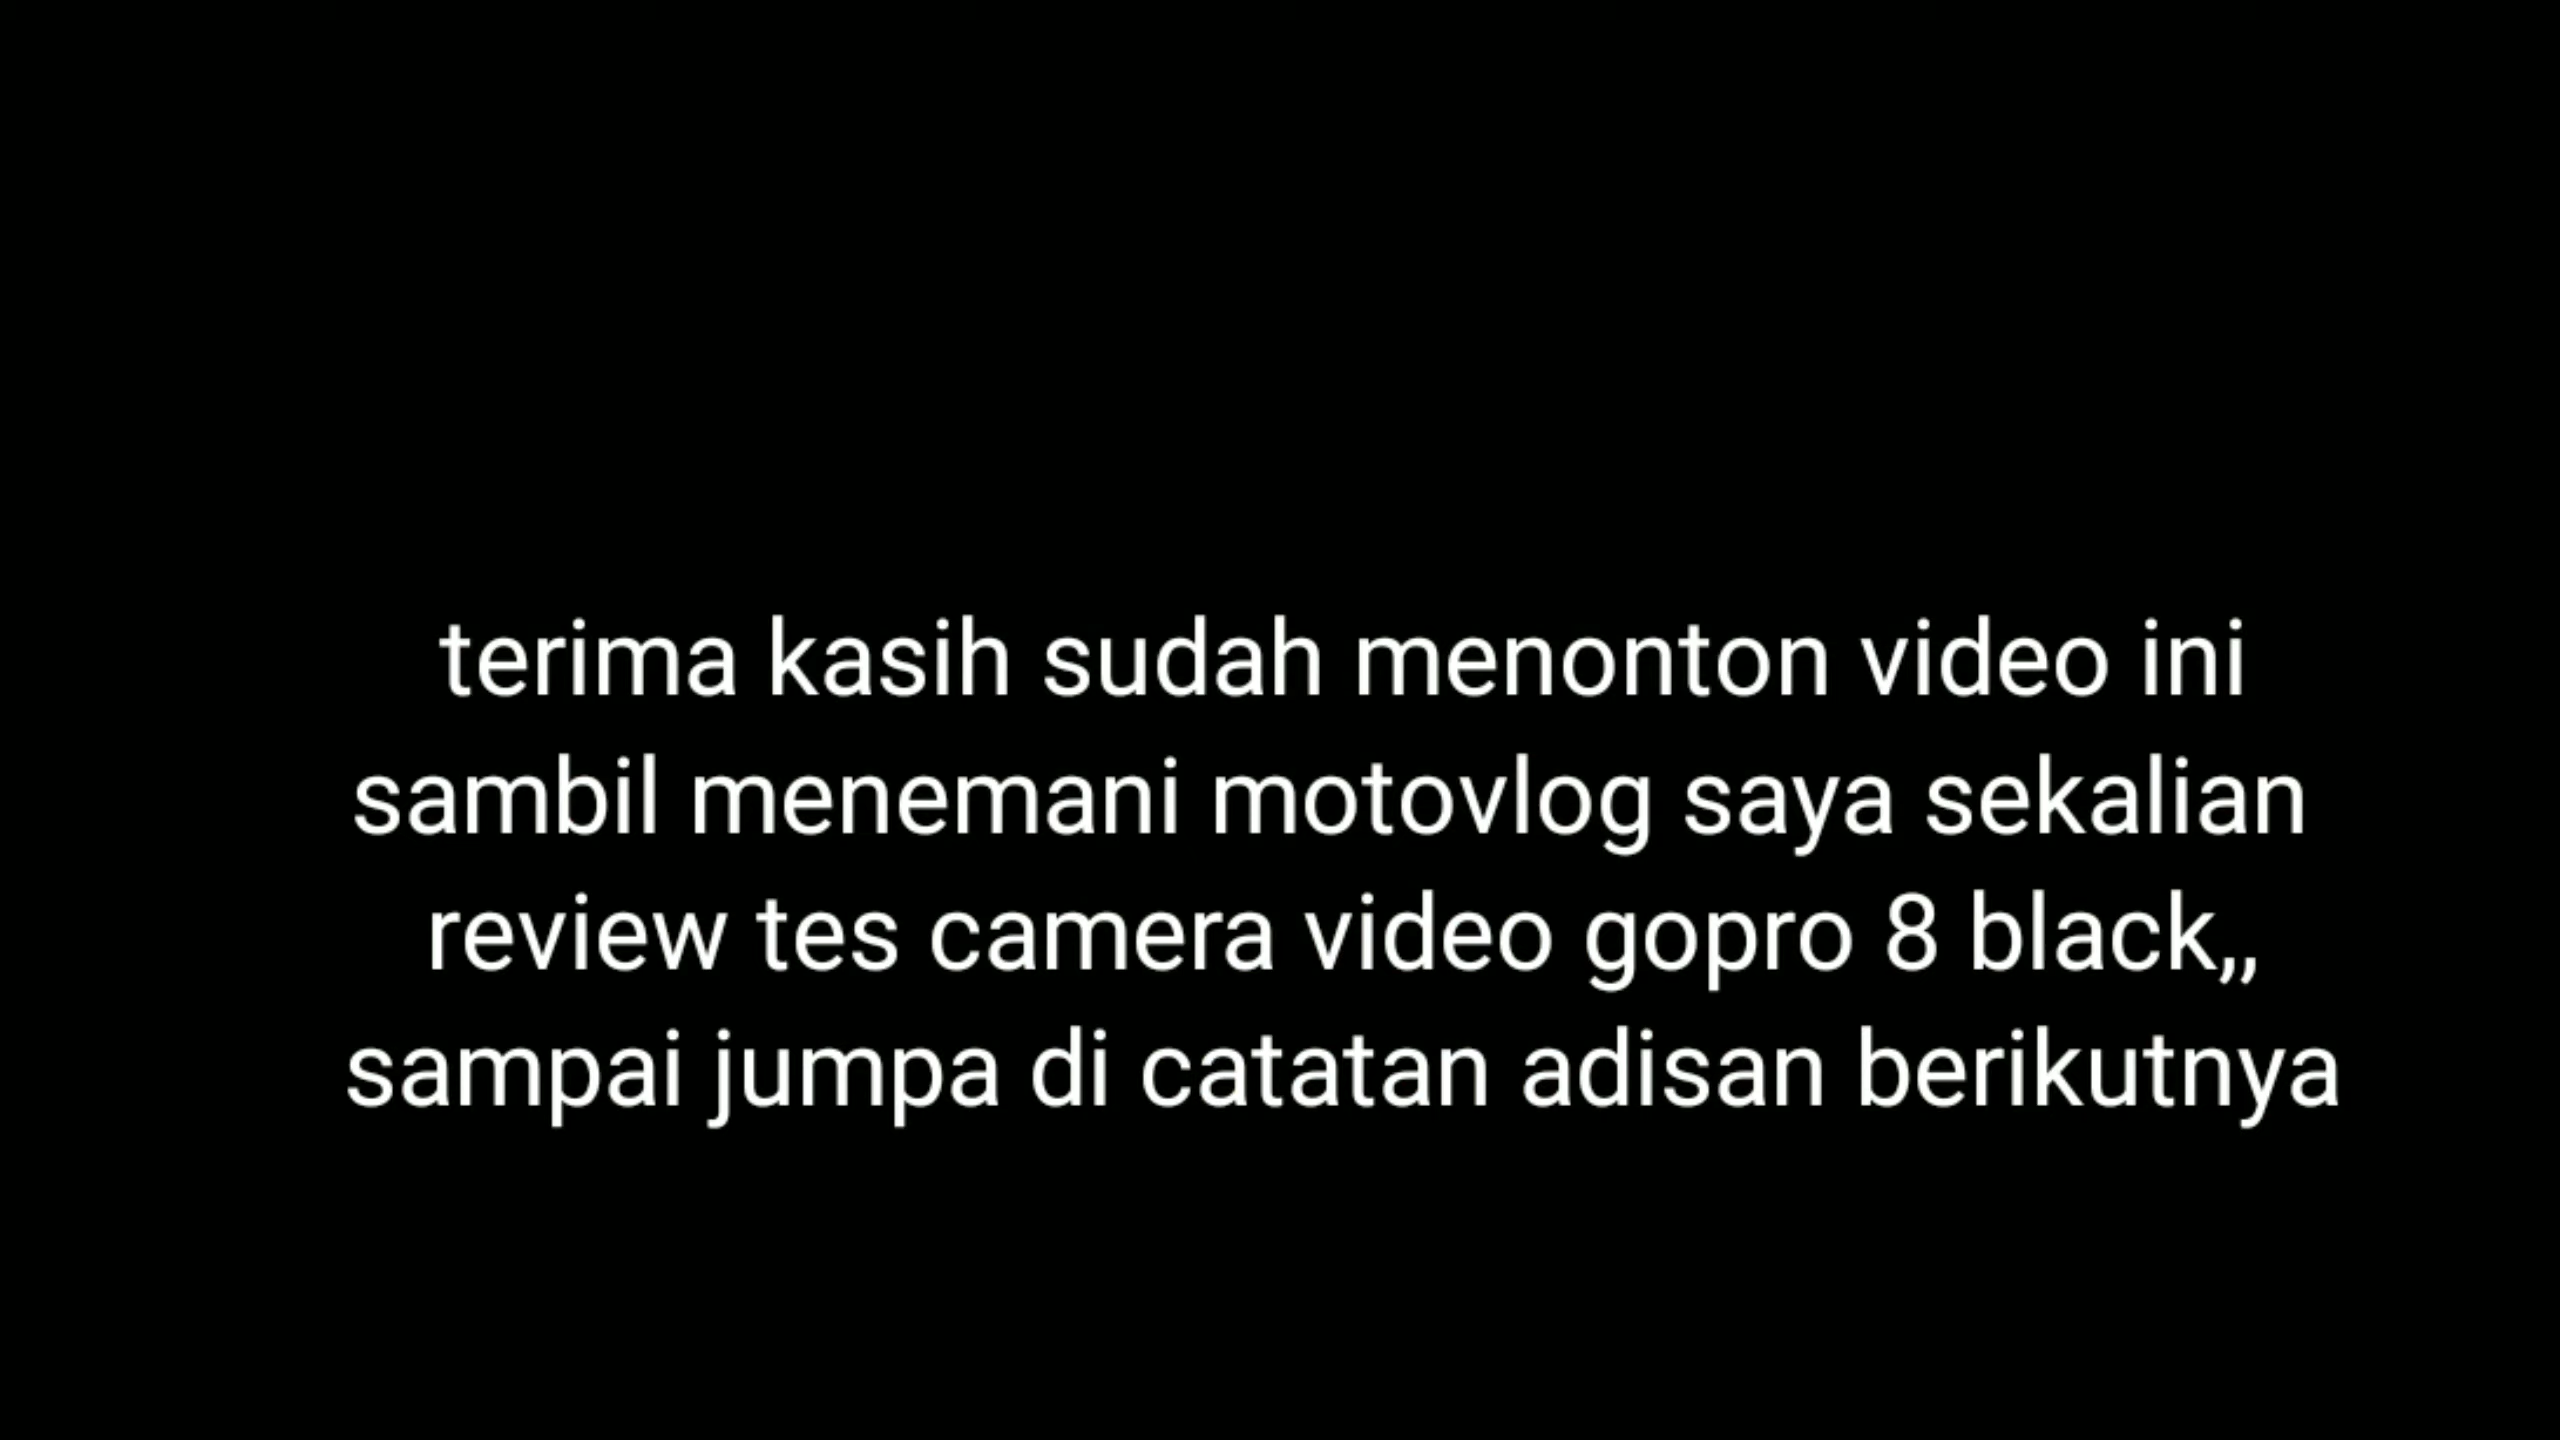 terima kasih sudah menonton video ini
sambil menemani motovlog saya sekalian
review tes camera video gopro 8 black,,
sampai jumpa di catatan adisan berikutnya